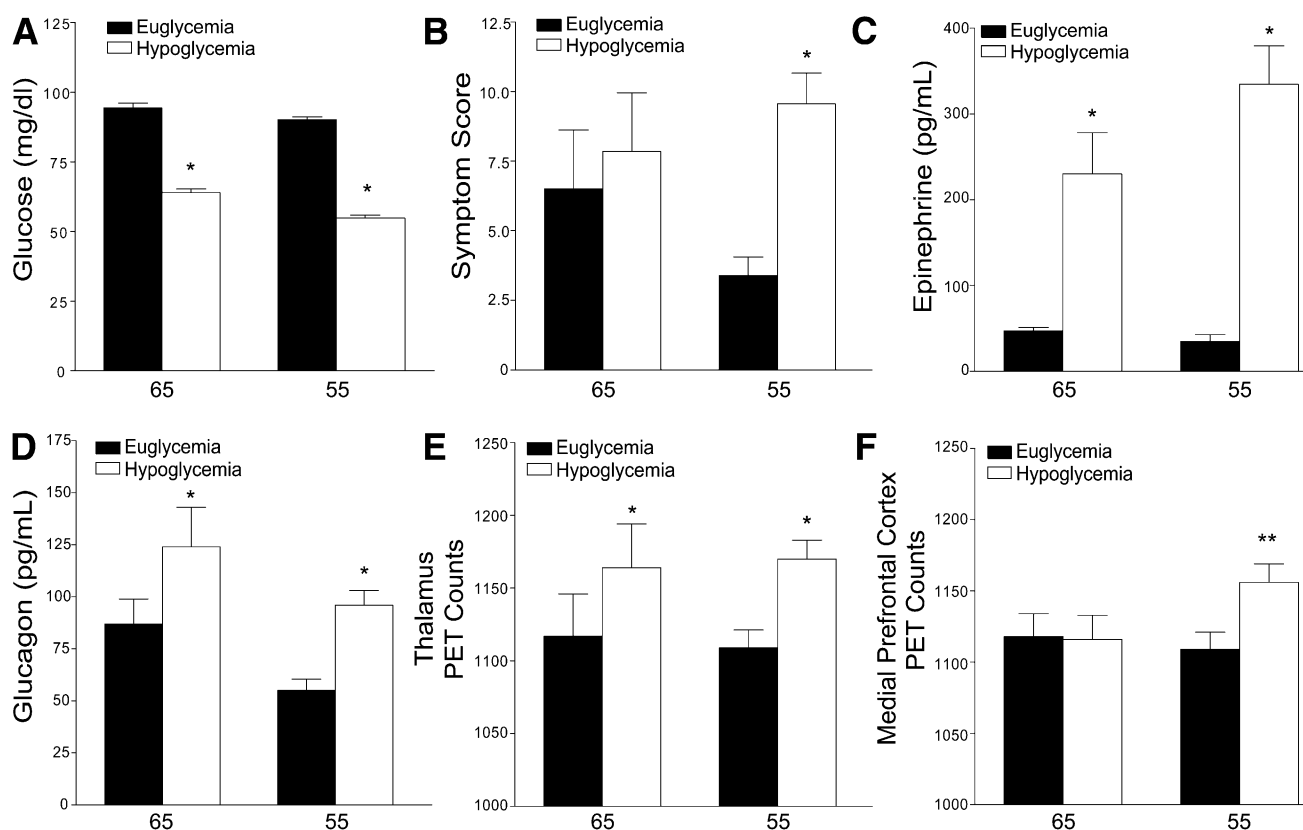 A
Glucose (mg/dl)
Euglycemia
Hypoglycemia
125
100
75
50
25
0
*
*
65
55
B
Symptom Score
Euglycemia
Hypoglycemia
12.5
10.0
7.5
5.0
2.5
0
*
65
55
C
Epinephrine (pg/mL)
Euglycemia
Hypoglycemia
400
300
200
100
0
*
*
65
55
D
Glucagon (pg/mL)
Euglycemia
Hypoglycemia
175
150
125
100
75
50
25
0
*
*
65
55
E
Thalamus
PET Counts
Euglycemia
Hypoglycemia
1250
1200
1150
1100
1050
1000
*
*
65
55
F
Medial Prefrontal Cortex
PET Counts
Euglycemia
Hypoglycemia
1250
1200
1150
1100
1050
1000
**
65
55